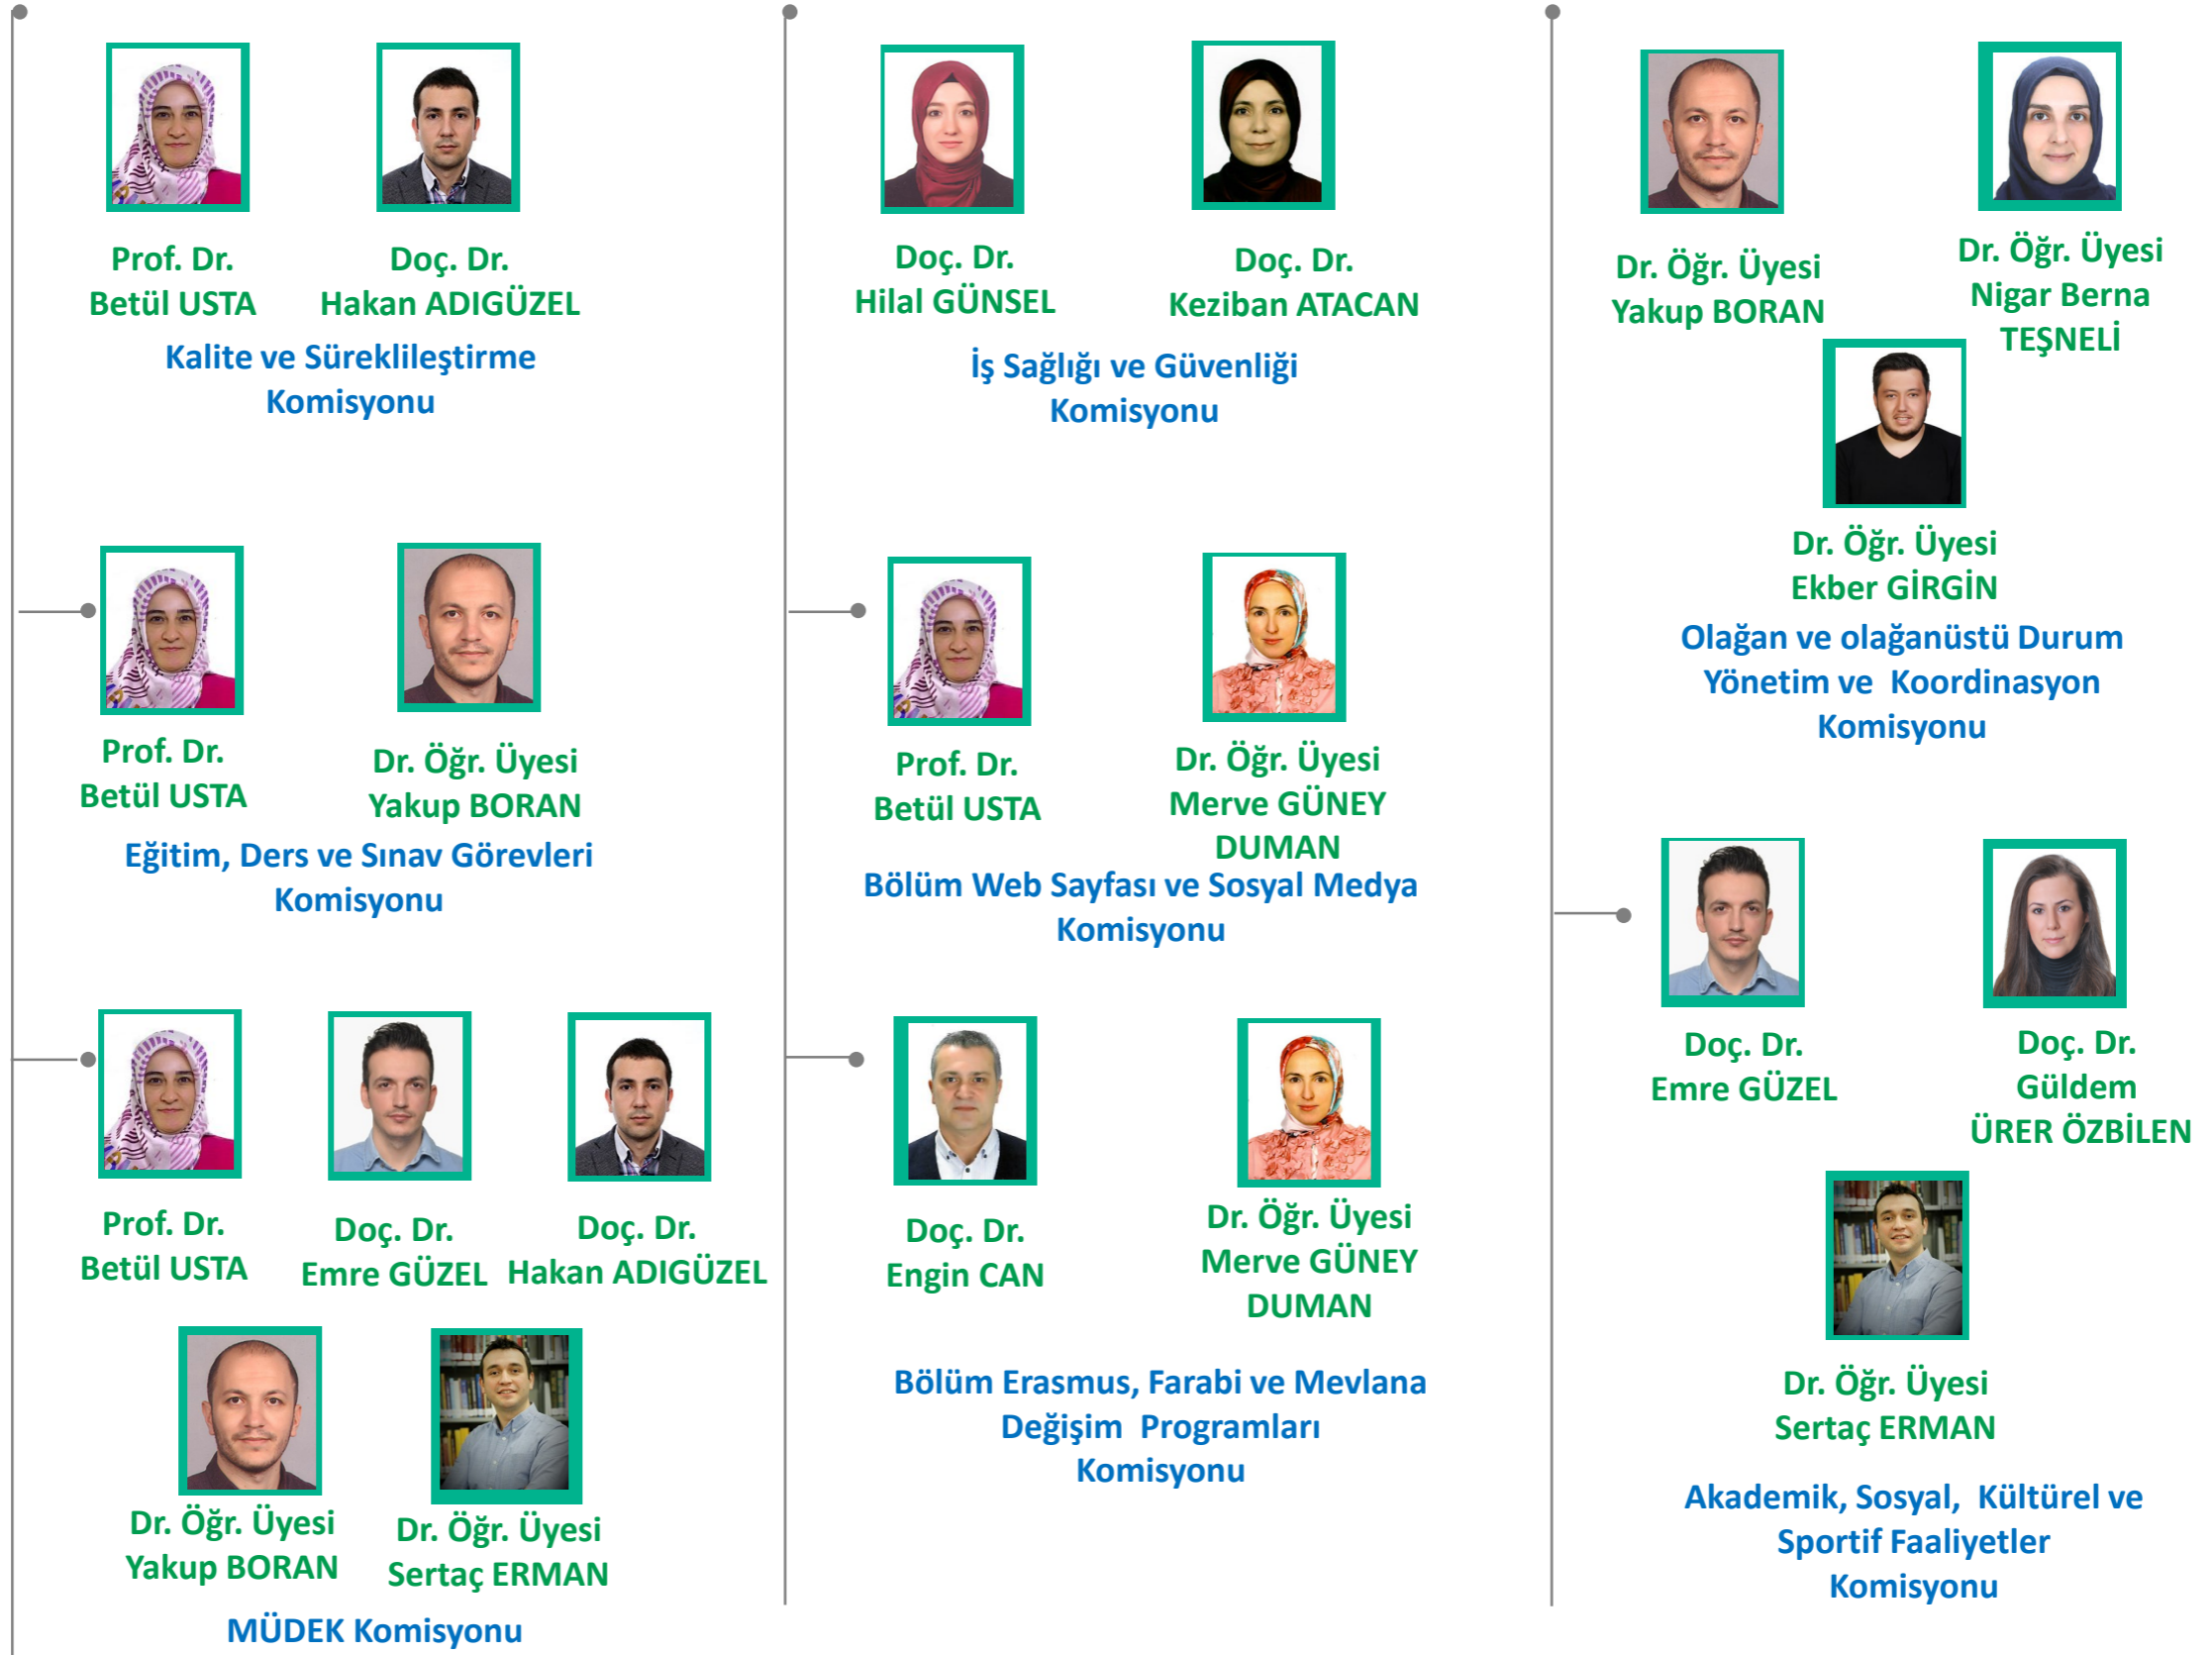 Prof. Dr.
Betül USTA
Doç. Dr.
Hakan ADIGÜZEL
Kalite ve Süreklileştirme
Komisyonu
Prof. Dr.
Betül USTA
Dr. Öğr. Üyesi
Yakup BORAN
Eğitim, Ders ve Sınav Görevleri
Komisyonu
Prof. Dr.
Betül USTA
Doç. Dr.
Emre GÜZEL
Doç. Dr.
Hakan ADIGÜZEL
Dr. Öğr. Üyesi
Yakup BORAN
Dr. Öğr. Üyesi
Sertaç ERMAN
MÜDEK Komisyonu
Doç. Dr.
Hilal GÜNSEL
Doç. Dr.
Keziban ATACAN
İş Sağlığı ve Güvenliği
Komisyonu
Prof. Dr.
Betül USTA
Dr. Öğr. Üyesi
Merve GÜNEY
DUMAN
Bölüm Web Sayfası ve Sosyal Medya
Komisyonu
Doç. Dr.
Engin CAN
Dr. Öğr. Üyesi
Merve GÜNEY
DUMAN
Bölüm Erasmus, Farabi ve Mevlana
Değişim  Programları
Komisyonu
Dr. Öğr. Üyesi
Yakup BORAN
Dr. Öğr. Üyesi
Nigar Berna
TEŞNELİ
Dr. Öğr. Üyesi
Ekber GİRGİN
Olağan ve olağanüstü Durum
Yönetim ve  Koordinasyon
Komisyonu
Doç. Dr.
Emre GÜZEL
Doç. Dr.
Güldem
ÜRER ÖZBİLEN
Dr. Öğr. Üyesi
Sertaç ERMAN
Akademik, Sosyal,  Kültürel ve
Sportif Faaliyetler
Komisyonu